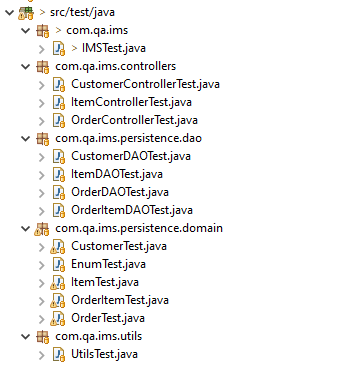 > src/test/java
> com.qa.ims
> IMSTest.java
com.qa.ims.controllers
CustomerControllerTest.java
ItemControllerTest.java
OrderControllerTest.java
com.qa.ims.persistence.dao
CustomerDAOTest.java
ItemDAOTest.java
OrderDAOTest.java
OrderItemDAOTest.java
com.qa.ims.persistence.domain
CustomerTest.java
EnumTest.java
ItemTest.java
OrderItemTest.java
OrderTest.java
com.qa.ims.utils
UtilsTest.java